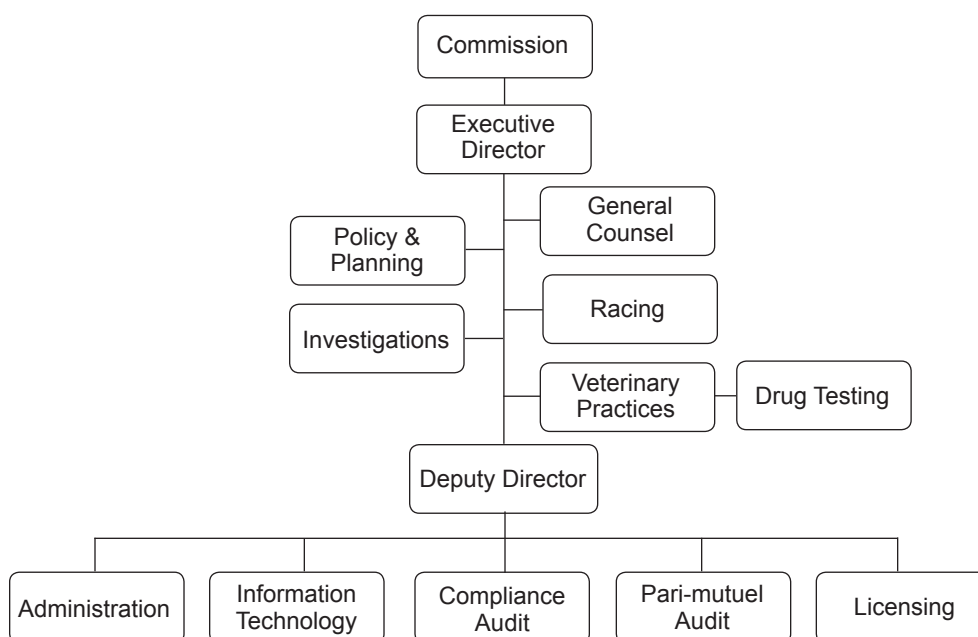 Commission
Executive
Director
General
Counsel
Policy &
Planning
Racing
Investigations
Veterinary
Practices
Drug Testing
Deputy Director
Administration
Information
Technology
Compliance
Audit
Pari-mutuel
Audit
Licensing